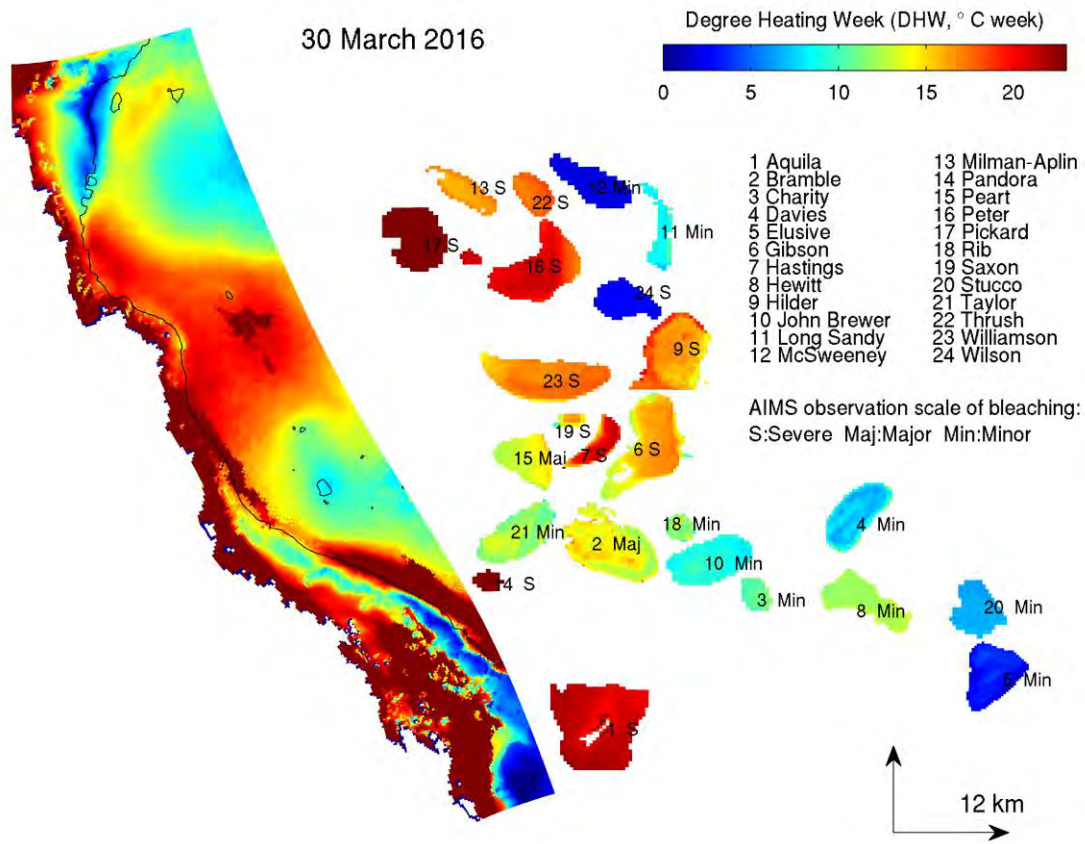 30 March 2016
Degree Heating Week (DHW, ° C week)
0 5 10 15 20
1 Aquila
2 Bramble
3 Charity
4 Davies
5 Elusive
6 Gibson
7 Hastings
8 Hewitt
9 Hilder
10 John Brewer
11 Long Sandy
12 McSweeney
13 Milman-Aplin
14 Pandora
15 Peart
16 Peter
17 Pickard
18 Rib
19 Saxon
20 Stucco
21 Taylor
22 Thrush
23 Williamson
24 Wilson
AIMS observation scale of bleaching:
S:Severe Maj:Major Min:Minor
13 S
22 S
12 Min
11 Min
17 S
16 S
24 S
9 S
23 S
19 S
15 Maj
7 S
6 S
21 Min
2 Maj
18 Min
10 Min
4 Min
14 S
3 Min
8 Min
20 Min
5 Min
1 S
12 km